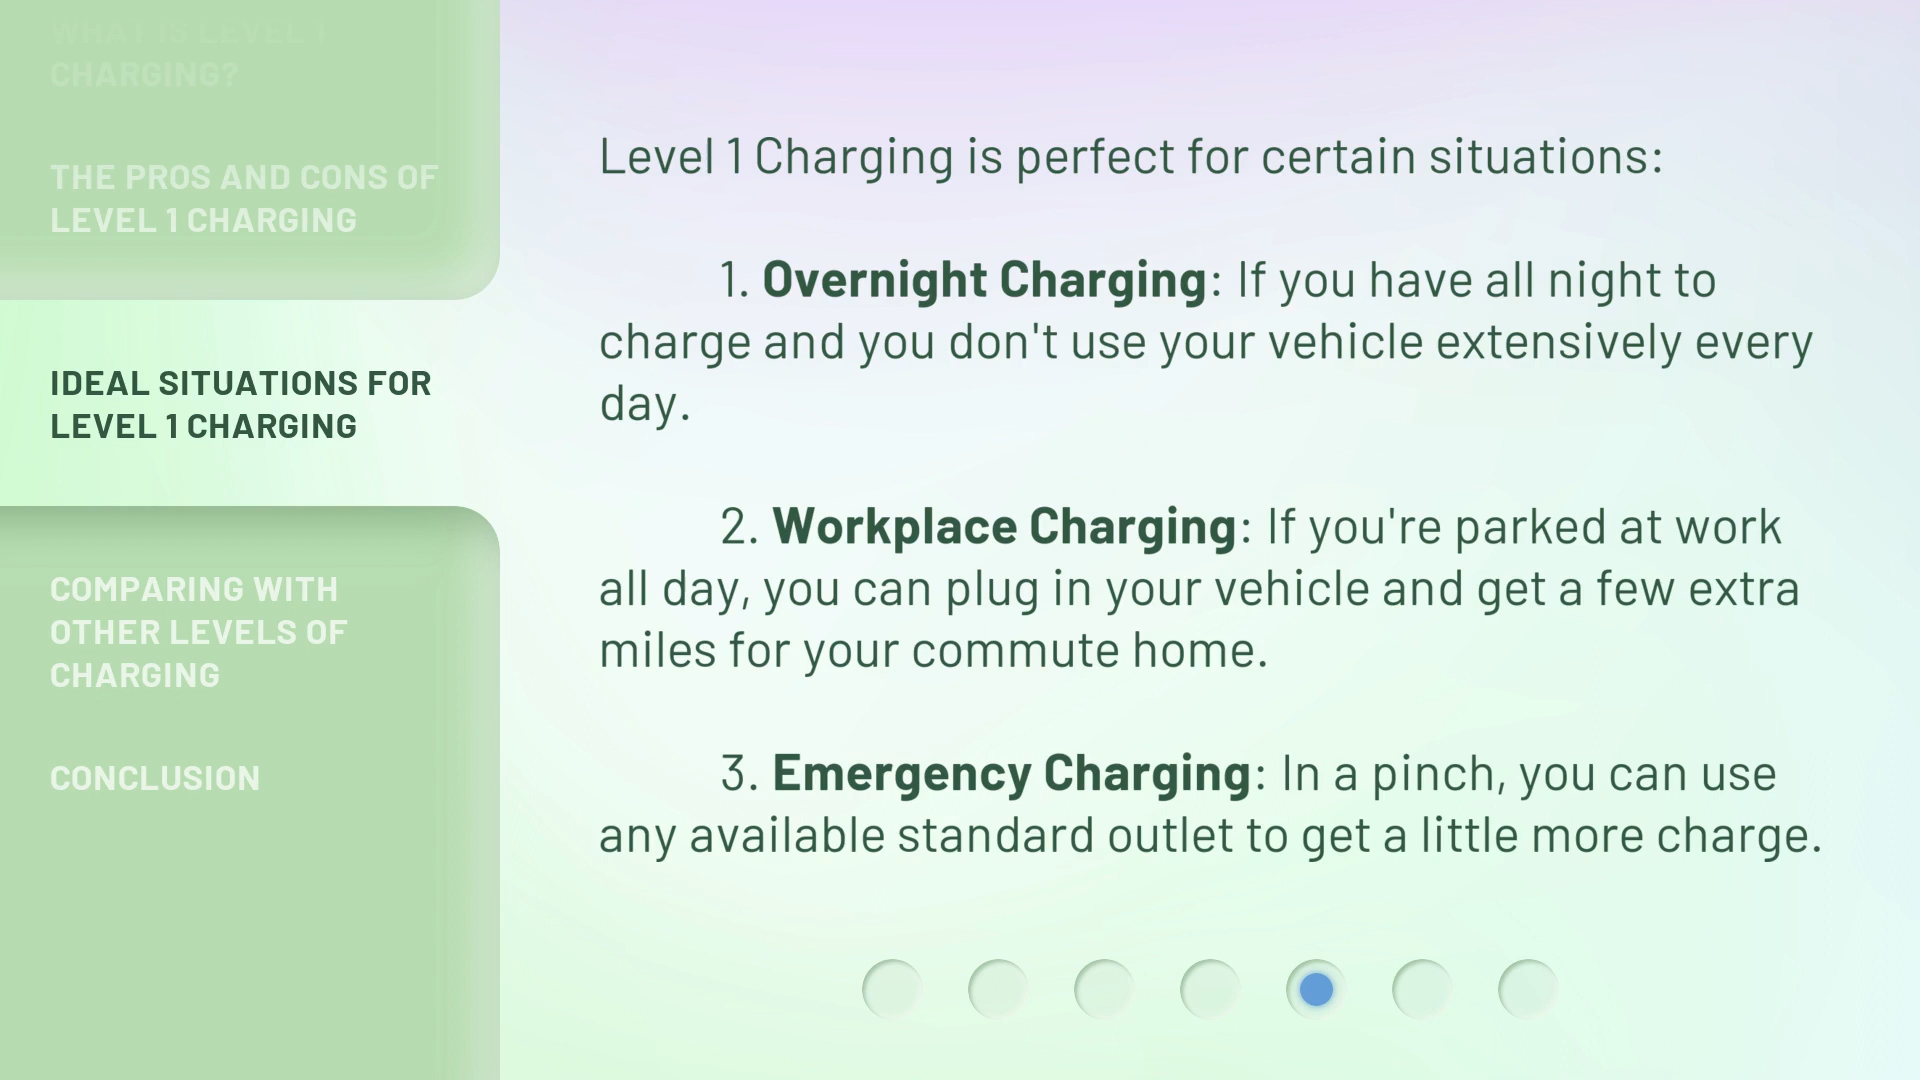 WHAT IS LEVEL 1
CHARGING?
THE PROS AND CONS OF
LEVEL 1 CHARGING
IDEAL SITUATIONS FOR
LEVEL 1 CHARGING
COMPARING WITH
OTHER LEVELS OF
CHARGING
CONCLUSION
Level 1 Charging is perfect for certain situations:
1. Overnight Charging: If you have all night to
charge and you don't use your vehicle extensively every
day.
2. Workplace Charging: If you're parked at work
all day, you can plug in your vehicle and get a few extra
miles for your commute home.
3. Emergency Charging: In a pinch, you can use
any available standard outlet to get a little more charge.